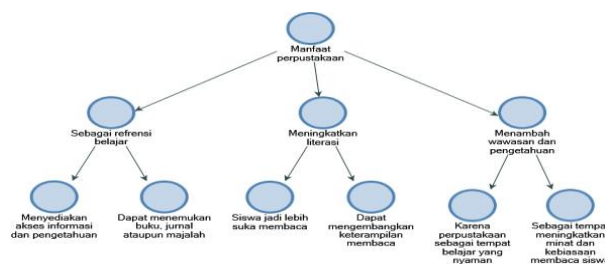 Manfaat
perpustakaan
Sebagai refrensi
belajar
Meningkatkan
literasi
Menambah
wawasan dan
pengetahuan
Menyediakan
akses informasi
dan pengetahuan
Dapat menemukan
buku, jurnal
ataupun majalah
Siswa jadi lebih
suka membaca
Dapat
mengembangkan
keterampilan
membaca
Karena
perpustakaan
sebagai tempat
belajar yang
nyaman
Sebagai tempat
meningkatkan
minat dan
kebiasaan
membaca siswa